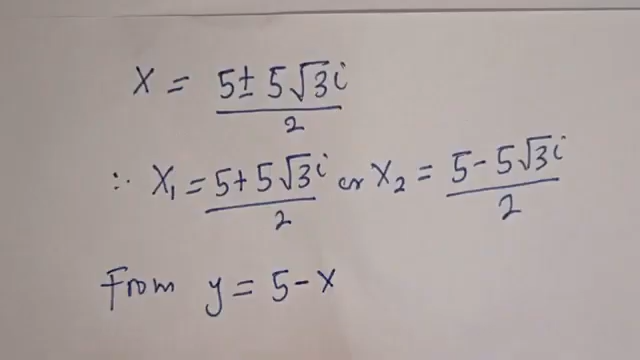 x = 5± 5√3i / 2
∴ x₁ = 5+ 5√3i / 2 or x₂ = 5 - 5√3i / 2
From y = 5 - x